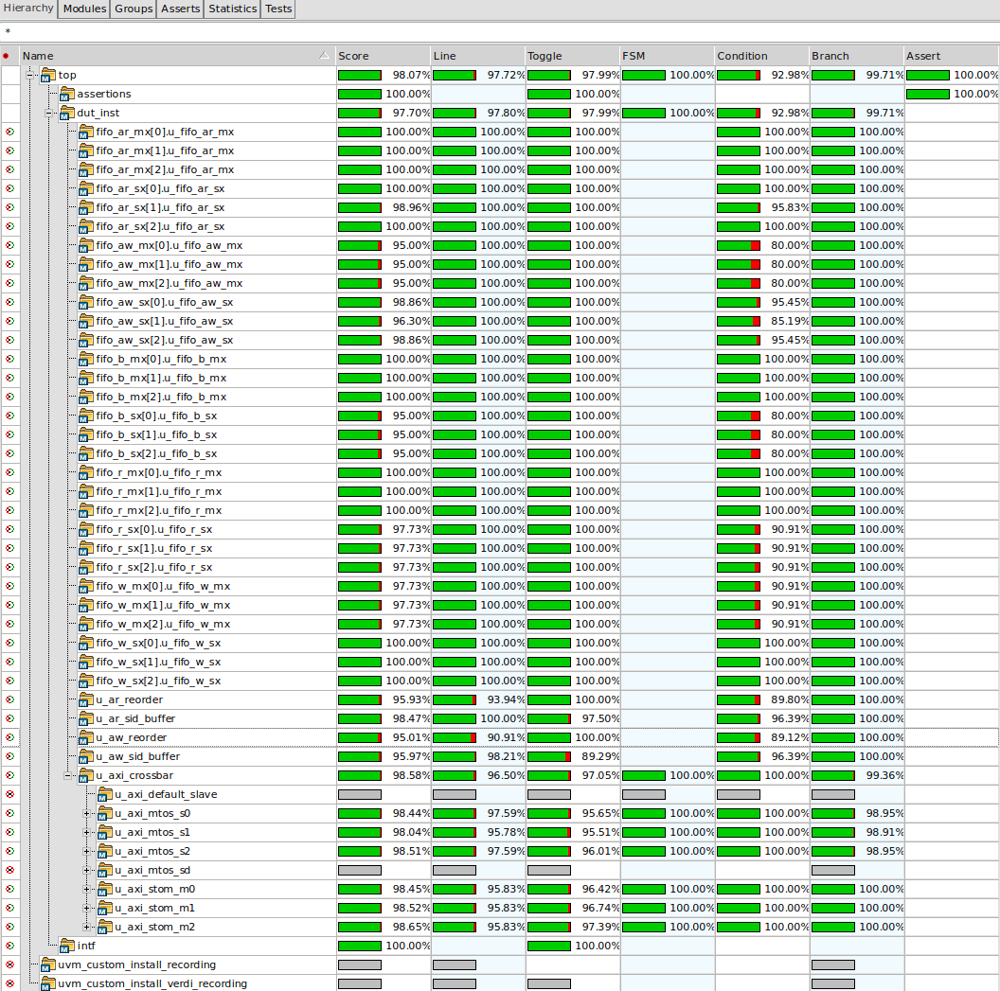 Hierarchy Modules Groups Asserts Statistics Tests
*
Name Score Line Toggle FSM Condition Branch Assert
top 98.07% 97.72% 97.99% 100.00% 92.98% 99.71% 100.00%
assertions 100.00% 100.00% 100.00%
dut_inst 97.70% 97.80% 97.99% 100.00% 92.98% 99.71%
fifo_ar_mx[0].u_fifo_ar_mx 100.00% 100.00% 100.00% 100.00% 100.00%
fifo_ar_mx[1].u_fifo_ar_mx 100.00% 100.00% 100.00% 100.00% 100.00%
fifo_ar_mx[2].u_fifo_ar_mx 100.00% 100.00% 100.00% 100.00% 100.00%
fifo_ar_sx[0].u_fifo_ar_sx 100.00% 100.00% 100.00% 100.00% 100.00%
fifo_ar_sx[1].u_fifo_ar_sx 98.96% 100.00% 100.00% 95.83% 100.00%
fifo_ar_sx[2].u_fifo_ar_sx 100.00% 100.00% 100.00% 100.00% 100.00%
fifo_aw_mx[0].u_fifo_aw_mx 95.00% 100.00% 100.00% 80.00% 100.00%
fifo_aw_mx[1].u_fifo_aw_mx 95.00% 100.00% 100.00% 80.00% 100.00%
fifo_aw_mx[2].u_fifo_aw_mx 95.00% 100.00% 100.00% 80.00% 100.00%
fifo_aw_sx[0].u_fifo_aw_sx 98.86% 100.00% 100.00% 95.45% 100.00%
fifo_aw_sx[1].u_fifo_aw_sx 96.30% 100.00% 100.00% 85.19% 100.00%
fifo_aw_sx[2].u_fifo_aw_sx 98.86% 100.00% 100.00% 95.45% 100.00%
fifo_b_mx[0].u_fifo_b_mx 100.00% 100.00% 100.00% 100.00% 100.00%
fifo_b_mx[1].u_fifo_b_mx 100.00% 100.00% 100.00% 100.00% 100.00%
fifo_b_mx[2].u_fifo_b_mx 100.00% 100.00% 100.00% 100.00% 100.00%
fifo_b_sx[0].u_fifo_b_sx 95.00% 100.00% 100.00% 80.00% 100.00%
fifo_b_sx[1].u_fifo_b_sx 95.00% 100.00% 100.00% 80.00% 100.00%
fifo_b_sx[2].u_fifo_b_sx 95.00% 100.00% 100.00% 80.00% 100.00%
fifo_r_mx[0].u_fifo_r_mx 100.00% 100.00% 100.00% 100.00% 100.00%
fifo_r_mx[1].u_fifo_r_mx 100.00% 100.00% 100.00% 100.00% 100.00%
fifo_r_mx[2].u_fifo_r_mx 100.00% 100.00% 100.00% 100.00% 100.00%
fifo_r_sx[0].u_fifo_r_sx 97.73% 100.00% 100.00% 90.91% 100.00%
fifo_r_sx[1].u_fifo_r_sx 97.73% 100.00% 100.00% 90.91% 100.00%
fifo_r_sx[2].u_fifo_r_sx 97.73% 100.00% 100.00% 90.91% 100.00%
fifo_w_mx[0].u_fifo_w_mx 97.73% 100.00% 100.00% 90.91% 100.00%
fifo_w_mx[1].u_fifo_w_mx 97.73% 100.00% 100.00% 90.91% 100.00%
fifo_w_mx[2].u_fifo_w_mx 97.73% 100.00% 100.00% 90.91% 100.00%
fifo_w_sx[0].u_fifo_w_sx 100.00% 100.00% 100.00% 100.00% 100.00%
fifo_w_sx[1].u_fifo_w_sx 100.00% 100.00% 100.00% 100.00% 100.00%
fifo_w_sx[2].u_fifo_w_sx 100.00% 100.00% 100.00% 100.00% 100.00%
u_ar_reorder 95.93% 93.94% 100.00% 89.80% 100.00%
u_ar_sid_buffer 98.47% 100.00% 97.50% 96.39% 100.00%
u_aw_reorder 95.01% 90.91% 100.00% 89.12% 100.00%
u_aw_sid_buffer 95.97% 98.21% 89.29% 96.39% 100.00%
u_axi_crossbar 98.58% 96.50% 97.05% 100.00% 100.00% 99.36%
u_axi_default_slave
u_axi_mtos_s0 98.44% 97.59% 95.65% 100.00% 100.00% 98.95%
u_axi_mtos_s1 98.04% 95.78% 95.51% 100.00% 100.00% 98.91%
u_axi_mtos_s2 98.51% 97.59% 96.01% 100.00% 100.00% 98.95%
u_axi_mtos_sd
u_axi_stom_m0 98.45% 95.83% 96.42% 100.00% 100.00% 100.00%
u_axi_stom_m1 98.52% 95.83% 96.74% 100.00% 100.00% 100.00%
u_axi_stom_m2 98.65% 95.83% 97.39% 100.00% 100.00% 100.00%
intf 100.00% 100.00%
uvm_custom_install_recording
uvm_custom_install_verdi_recording